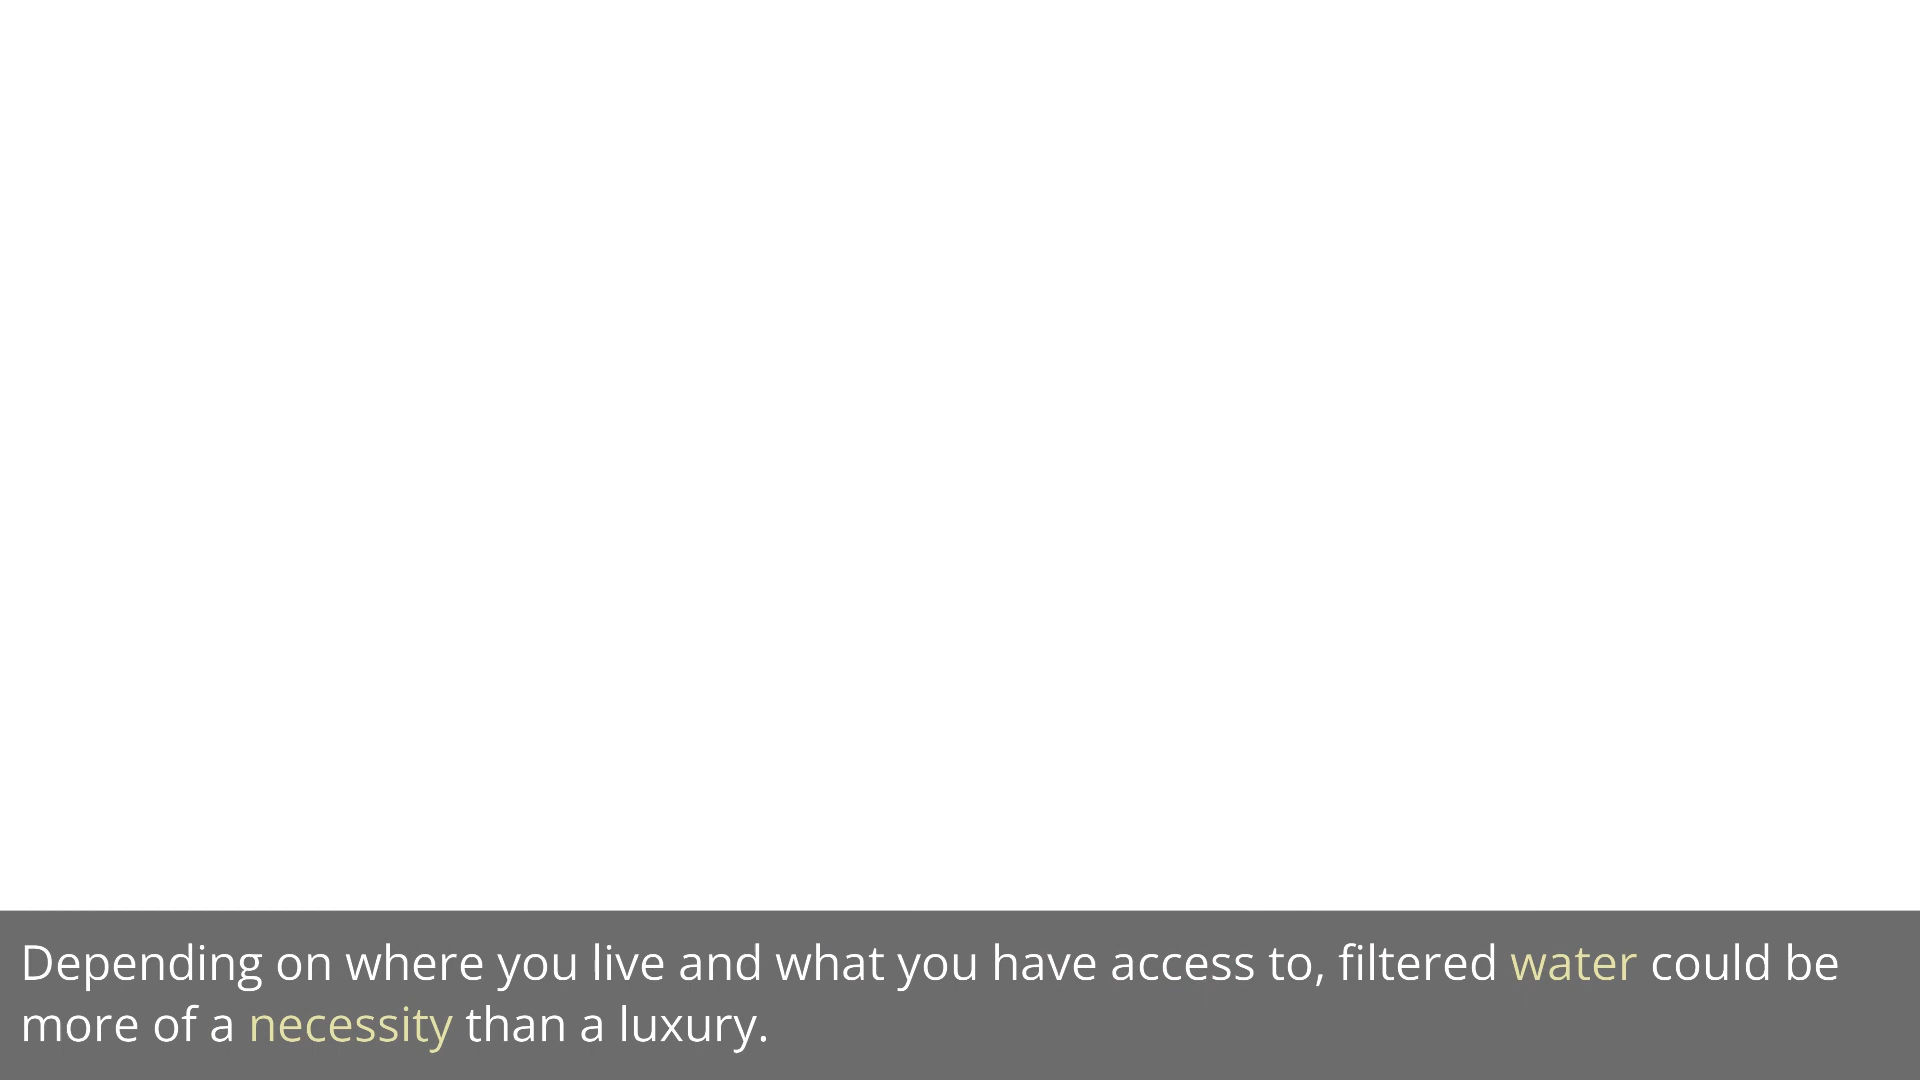 Depending on where you live and what you have access to, filtered water could be
more of a necessity than a luxury.